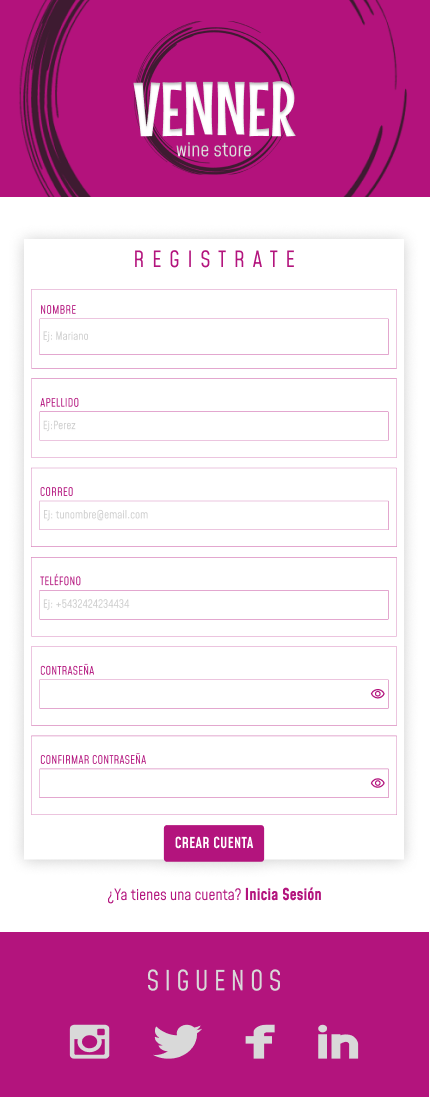 VENNER
wine store
REGISTRATE
NOMBRE
Ej: Mariano
APELLIDO
Ej:Perez
CORREO
Ej: tunombre@email.com
TELÉFONO
Ej: +5432424234434
CONTRASEÑA
CONFIRMAR CONTRASEÑA
CREAR CUENTA
¿Ya tienes una cuenta? Inicia Sesión
SIGUENOS